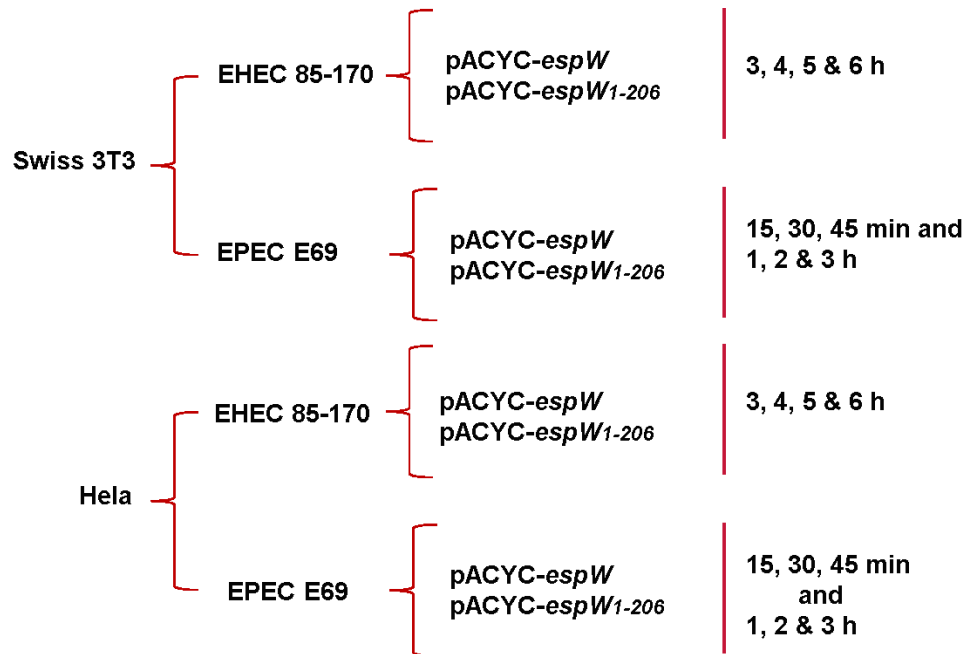 Swiss 3T3
EHEC 85-170
pACYC-espW
pACYC-espW1-206
3, 4, 5 & 6 h
EPEC E69
pACYC-espW
pACYC-espW1-206
15, 30, 45 min and
1, 2 & 3 h
Hela
EHEC 85-170
pACYC-espW
pACYC-espW1-206
3, 4, 5 & 6 h
EPEC E69
pACYC-espW
pACYC-espW1-206
15, 30, 45 min
and
1, 2 & 3 h